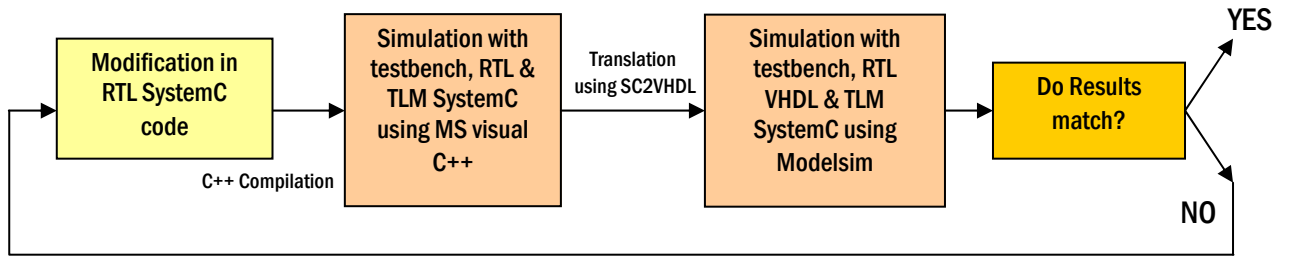 Modification in
RTL SystemC
code
C++ Compilation
Simulation with
testbench, RTL &
TLM SystemC
using MS visual
C++
Translation
using SC2VHDL
Simulation with
testbench, RTL
VHDL & TLM
SystemC using
Modelsim
Do Results
match?
YES
NO